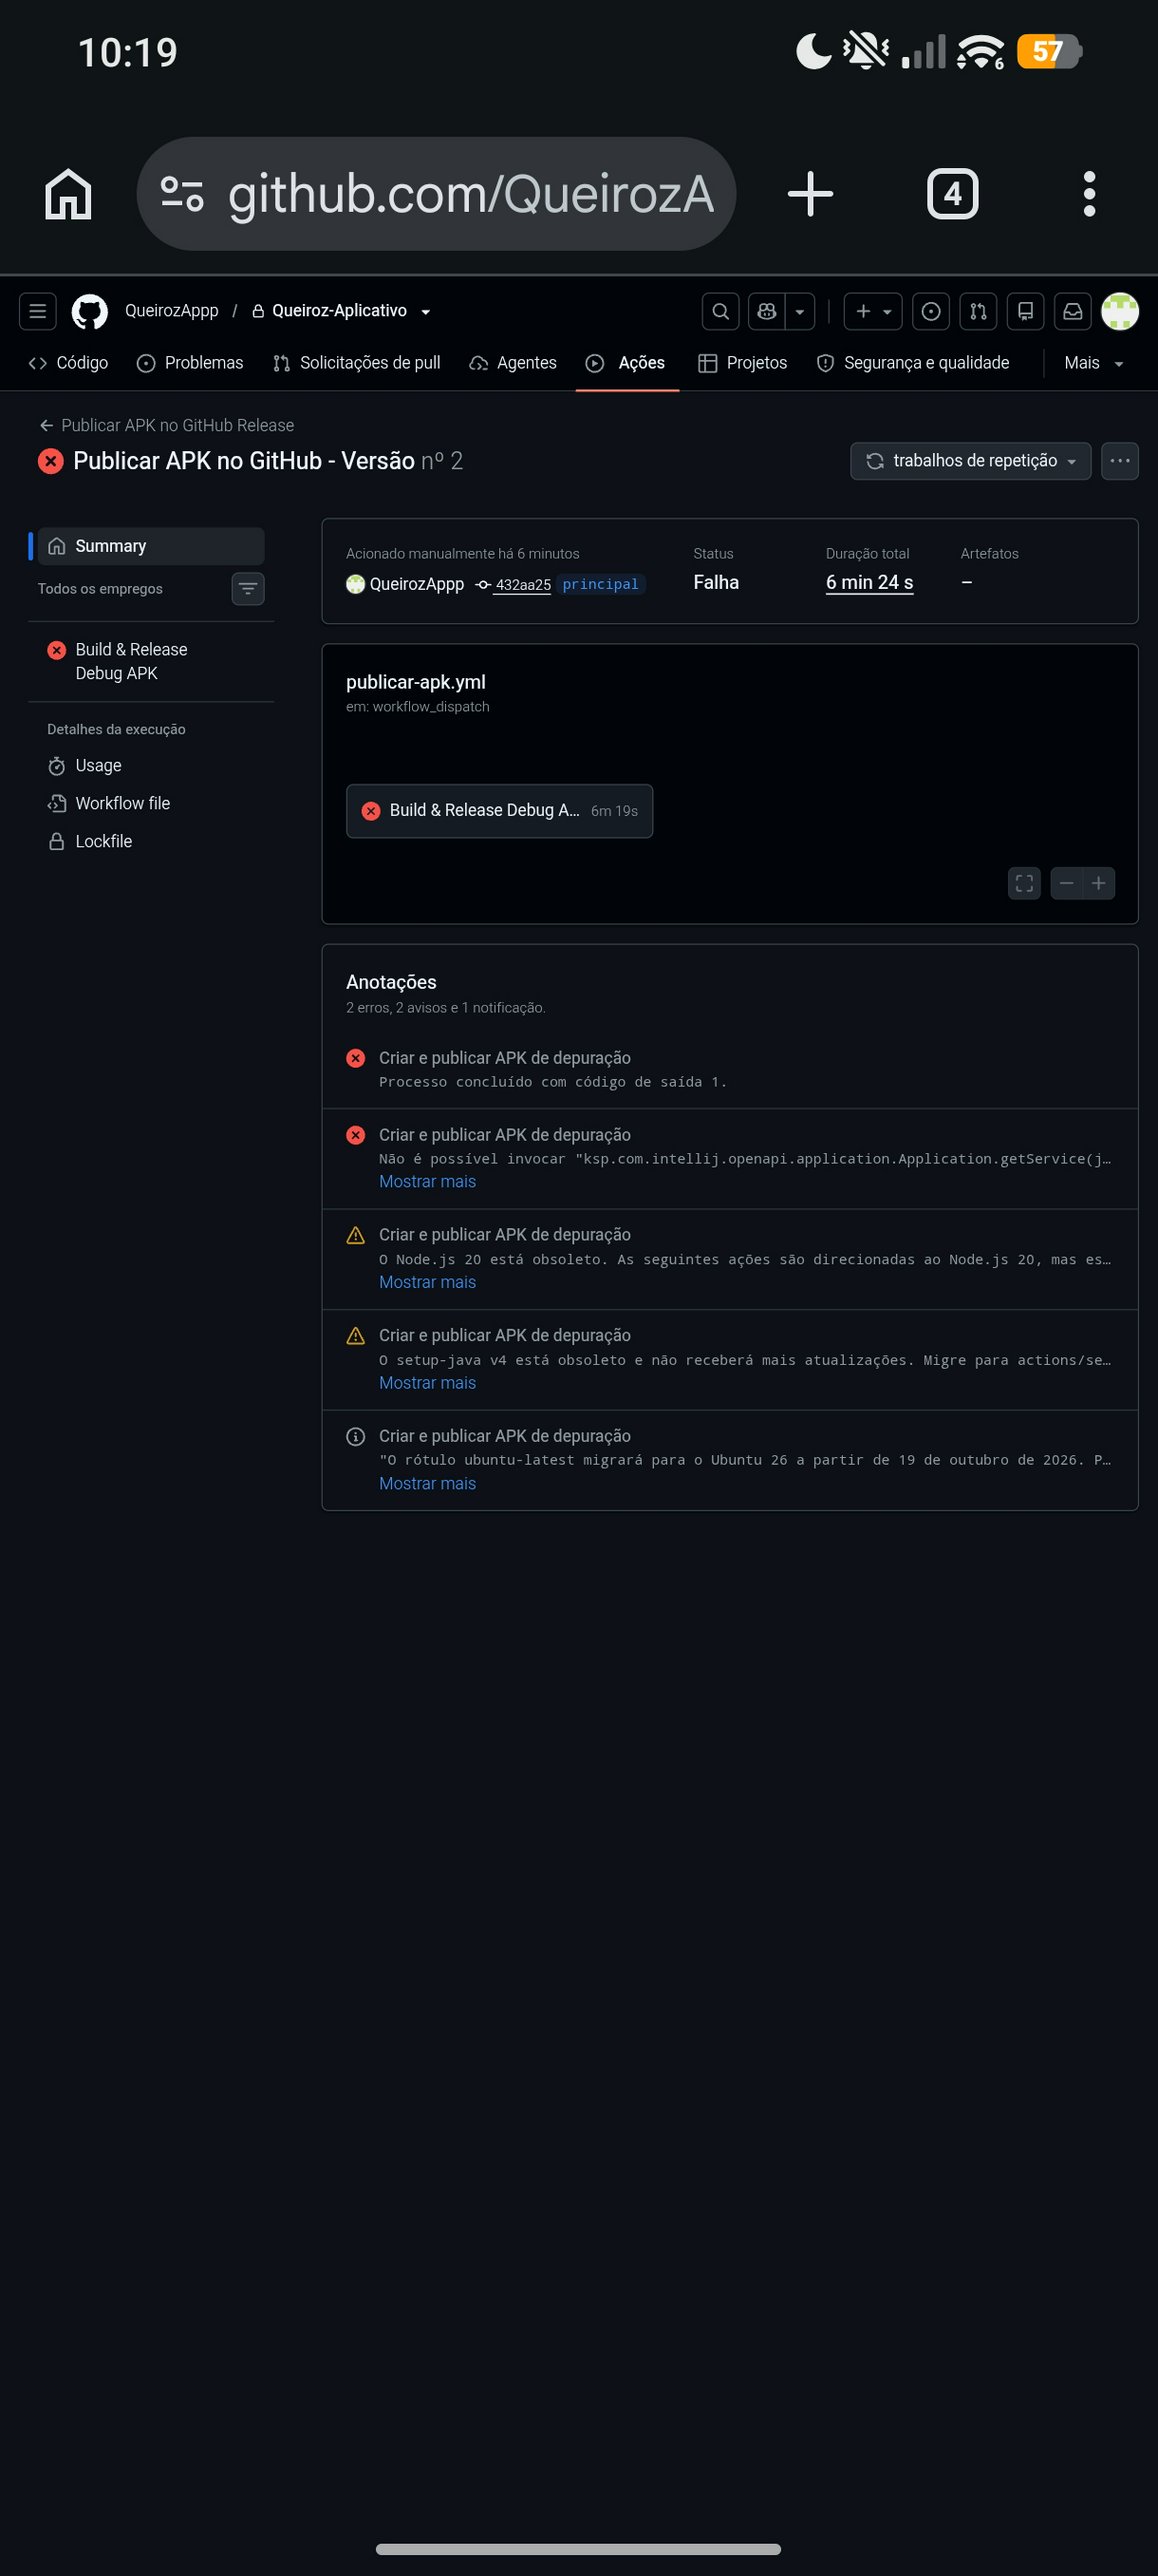 10:19
6
57
github.com/QueirozA
4
QueirozAppp / Queiroz-Aplicativo
Código
Problemas
Solicitações de pull
Agentes
Ações
Projetos
Segurança e qualidade
Mais
Publicar APK no GitHub Release
Publicar APK no GitHub - Versão nº 2
trabalhos de repetição
Summary
Todos os empregos
Build & Release
Debug APK
Detalhes da execução
Usage
Workflow file
Lockfile
Acionado manualmente há 6 minutos
QueirozAppp 432aa25 principal
Status
Falha
Duração total
6 min 24 s
Artefatos
–
publicar-apk.yml
em: workflow_dispatch
Build & Release Debug A... 6m 19s
Anotações
2 erros, 2 avisos e 1 notificação.
Criar e publicar APK de depuração
Processo concluído com código de saída 1.
Criar e publicar APK de depuração
Não é possível invocar "ksp.com.intellij.openapi.application.Application.getService(j…
Mostrar mais
Criar e publicar APK de depuração
O Node.js 20 está obsoleto. As seguintes ações são direcionadas ao Node.js 20, mas es…
Mostrar mais
Criar e publicar APK de depuração
O setup-java v4 está obsoleto e não receberá mais atualizações. Migre para actions/se…
Mostrar mais
Criar e publicar APK de depuração
"O rótulo ubuntu-latest migrará para o Ubuntu 26 a partir de 19 de outubro de 2026. P…
Mostrar mais